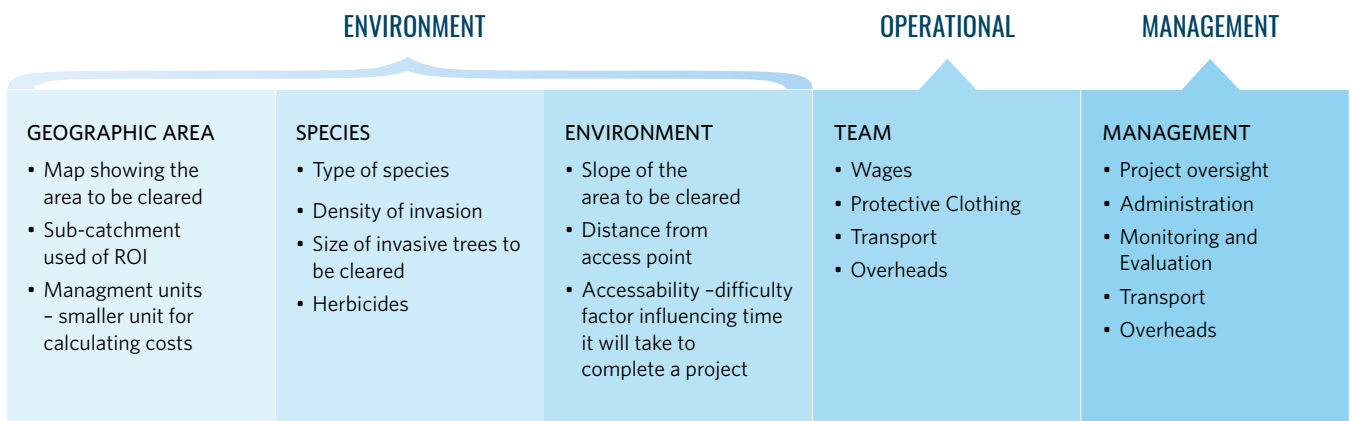 ENVIRONMENT
OPERATIONAL
MANAGEMENT
GEOGRAPHIC AREA
• Map showing the
area to be cleared
• Sub-catchment
used of ROI
• Managment units
– smaller unit for
calculating costs
SPECIES
• Type of species
• Density of invasion
• Size of invasive trees to
be cleared
• Herbicides
ENVIRONMENT
• Slope of the
area to be cleared
• Distance from
access point
• Accessability –difficulty
factor influencing time
it will take to
complete a project
TEAM
• Wages
• Protective Clothing
• Transport
• Overheads
MANAGEMENT
• Project oversight
• Administration
• Monitoring and
Evaluation
• Transport
• Overheads